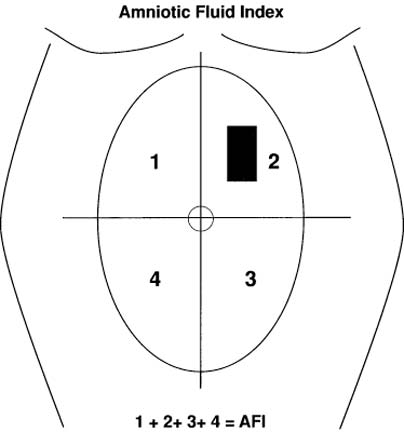 Amniotic Fluid Index
1 2
4 3
1 + 2+ 3+ 4 = AFI